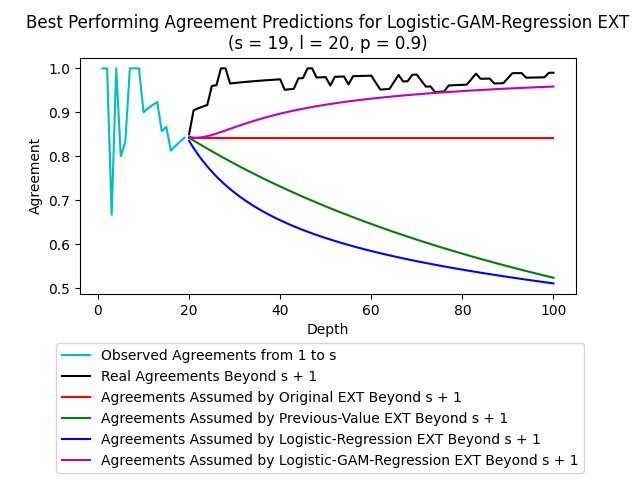 Best Performing Agreement Predictions for Logistic-GAM-Regression EXT
(s = 19, l = 20, p = 0.9)
1.0
0.9
0.8
0.7
0.6
0.5
Agreement
0 20 40 60 80 100
Depth
Observed Agreements from 1 to s
Real Agreements Beyond s + 1
Agreements Assumed by Original EXT Beyond s + 1
Agreements Assumed by Previous-Value EXT Beyond s + 1
Agreements Assumed by Logistic-Regression EXT Beyond s + 1
Agreements Assumed by Logistic-GAM-Regression EXT Beyond s + 1